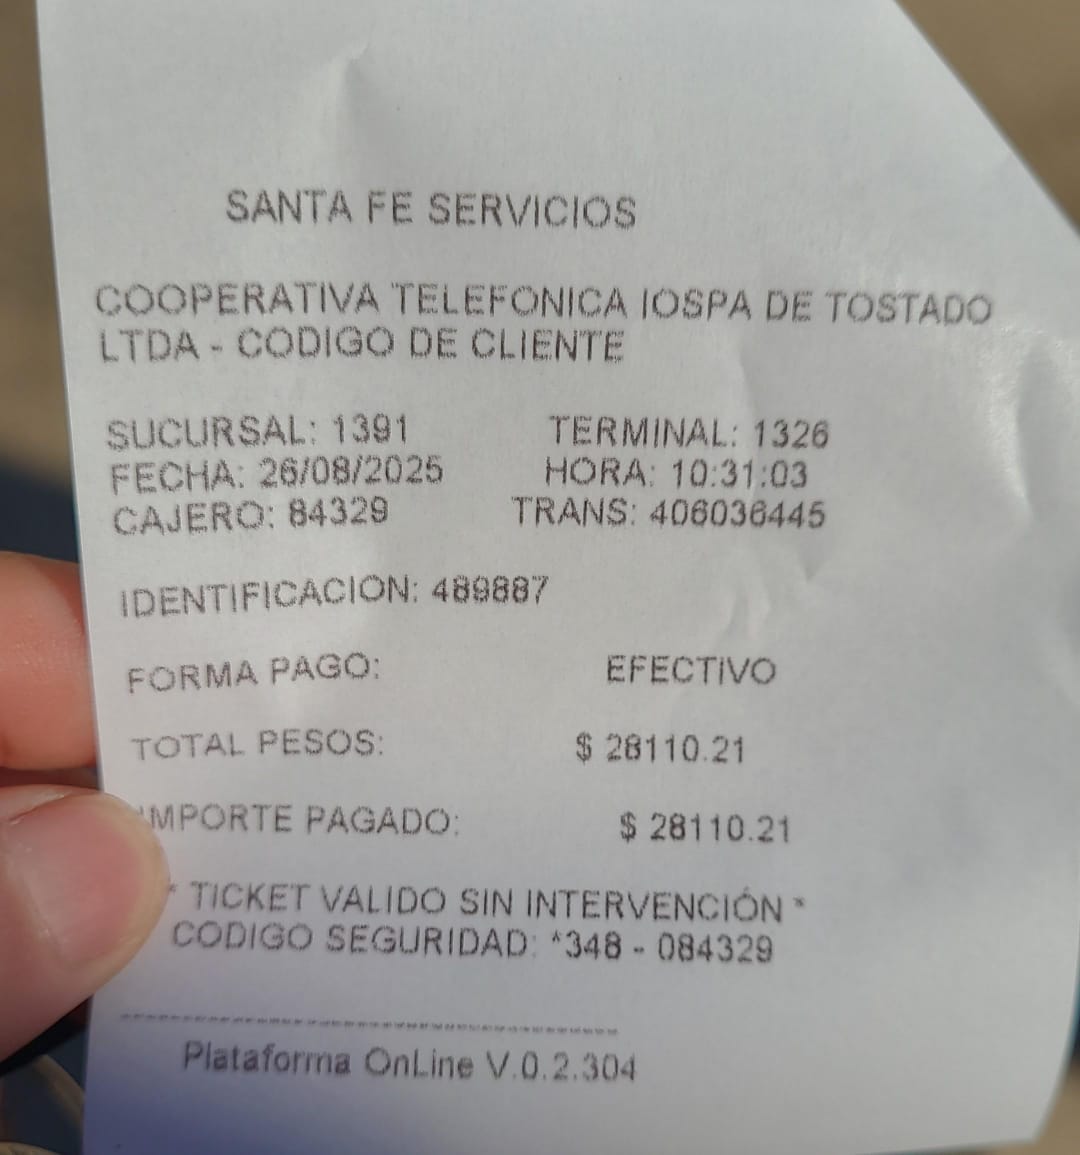 SANTA FE SERVICIOS
COOPERATIVA TELEFONICA IOSPA DE TOSTADO
LTDA - CODIGO DE CLIENTE
SUCURSAL: 1391 TERMINAL: 1326
FECHA: 26/08/2025 HORA: 10:31:03
CAJERO: 84329 TRANS: 406036445
IDENTIFICACION: 489887
FORMA PAGO: EFECTIVO
TOTAL PESOS: $ 28110.21
IMPORTE PAGADO: $ 28110.21
* TICKET VALIDO SIN INTERVENCIÓN *
CODIGO SEGURIDAD: *348 - 084329
Plataforma OnLine V.0.2.304